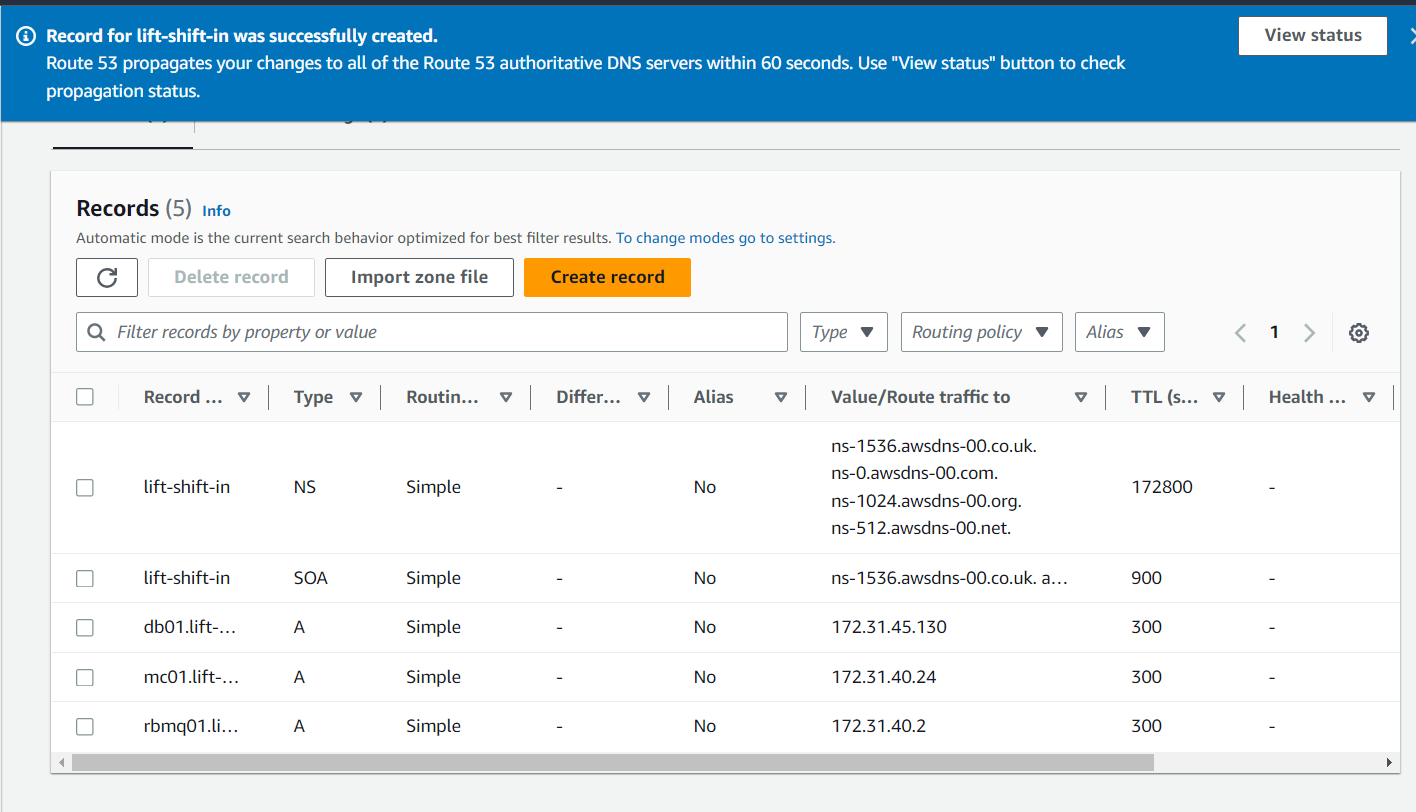 Record for lift-shift-in was successfully created.
View status
Route 53 propagates your changes to all of the Route 53 authoritative DNS servers within 60 seconds. Use "View status" button to check
propagation status.
Records (5) Info
Automatic mode is the current search behavior optimized for best filter results. To change modes go to settings.
Delete record Import zone file Create record
Filter records by property or value Type Routing policy Alias 1
Record ... Type Routin... Differ... Alias Value/Route traffic to TTL (s... Health ...
ns-1536.awsdns-00.co.uk.
ns-0.awsdns-00.com.
lift-shift-in NS Simple - No 172800 -
ns-1024.awsdns-00.org.
ns-512.awsdns-00.net.
lift-shift-in SOA Simple - No ns-1536.awsdns-00.co.uk. a... 900 -
db01.lift-... A Simple - No 172.31.45.130 300 -
mc01.lift-... A Simple - No 172.31.40.24 300 -
rbmq01.li... A Simple - No 172.31.40.2 300 -